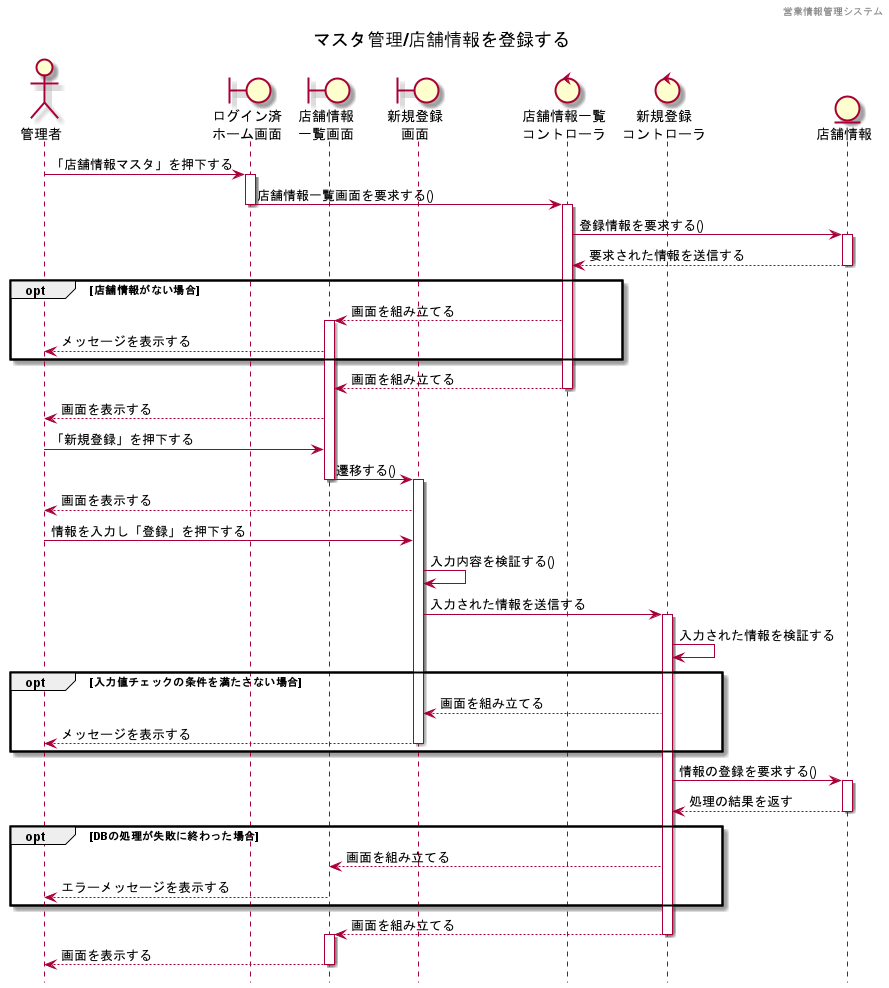 営業情報管理システム
マスタ管理/店舗情報を登録する
管理者
ログイン済
ホーム画面
店舗情報
一覧画面
新規登録
画面
店舗情報一覧
コントローラ
新規登録
コントローラ
店舗情報
「店舗情報マスタ」を押下する
店舗情報一覧画面を要求する()
登録情報を要求する()
要求された情報を送信する
opt [店舗情報がない場合]
画面を組み立てる
メッセージを表示する
画面を組み立てる
画面を表示する
「新規登録」を押下する
遷移する()
画面を表示する
情報を入力し「登録」を押下する
入力内容を検証する()
入力された情報を送信する
入力された情報を検証する
opt [入力値チェックの条件を満たさない場合]
画面を組み立てる
メッセージを表示する
情報の登録を要求する()
処理の結果を返す
opt [DBの処理が失敗に終わった場合]
画面を組み立てる
エラーメッセージを表示する
画面を組み立てる
画面を表示する